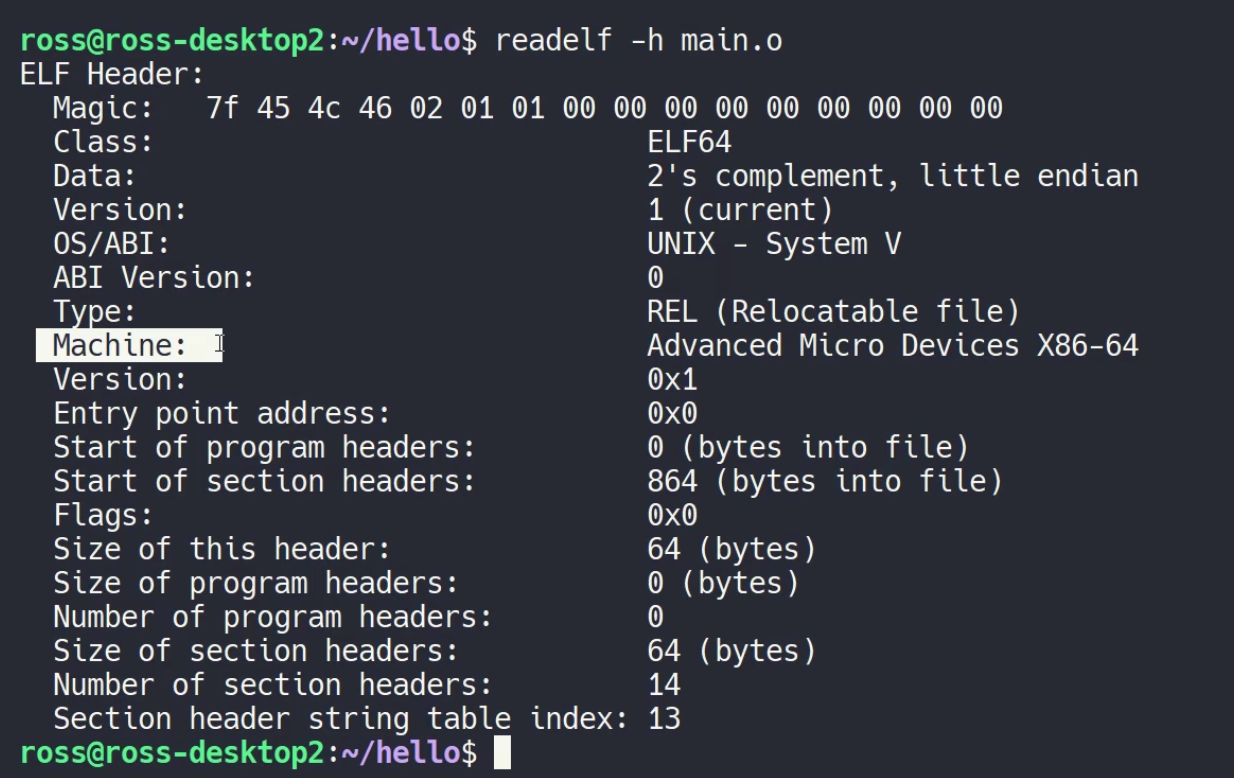 ross@ross-desktop2:~/hello$ readelf -h main.o
ELF Header:
  Magic:   7f 45 4c 46 02 01 01 00 00 00 00 00 00 00 00 00
  Class:                             ELF64
  Data:                              2's complement, little endian
  Version:                           1 (current)
  OS/ABI:                            UNIX - System V
  ABI Version:                       0
  Type:                              REL (Relocatable file)
  Machine:                           Advanced Micro Devices X86-64
  Version:                           0x1
  Entry point address:               0x0
  Start of program headers:          0 (bytes into file)
  Start of section headers:          864 (bytes into file)
  Flags:                             0x0
  Size of this header:               64 (bytes)
  Size of program headers:           0 (bytes)
  Number of program headers:         0
  Size of section headers:           64 (bytes)
  Number of section headers:         14
  Section header string table index: 13
ross@ross-desktop2:~/hello$